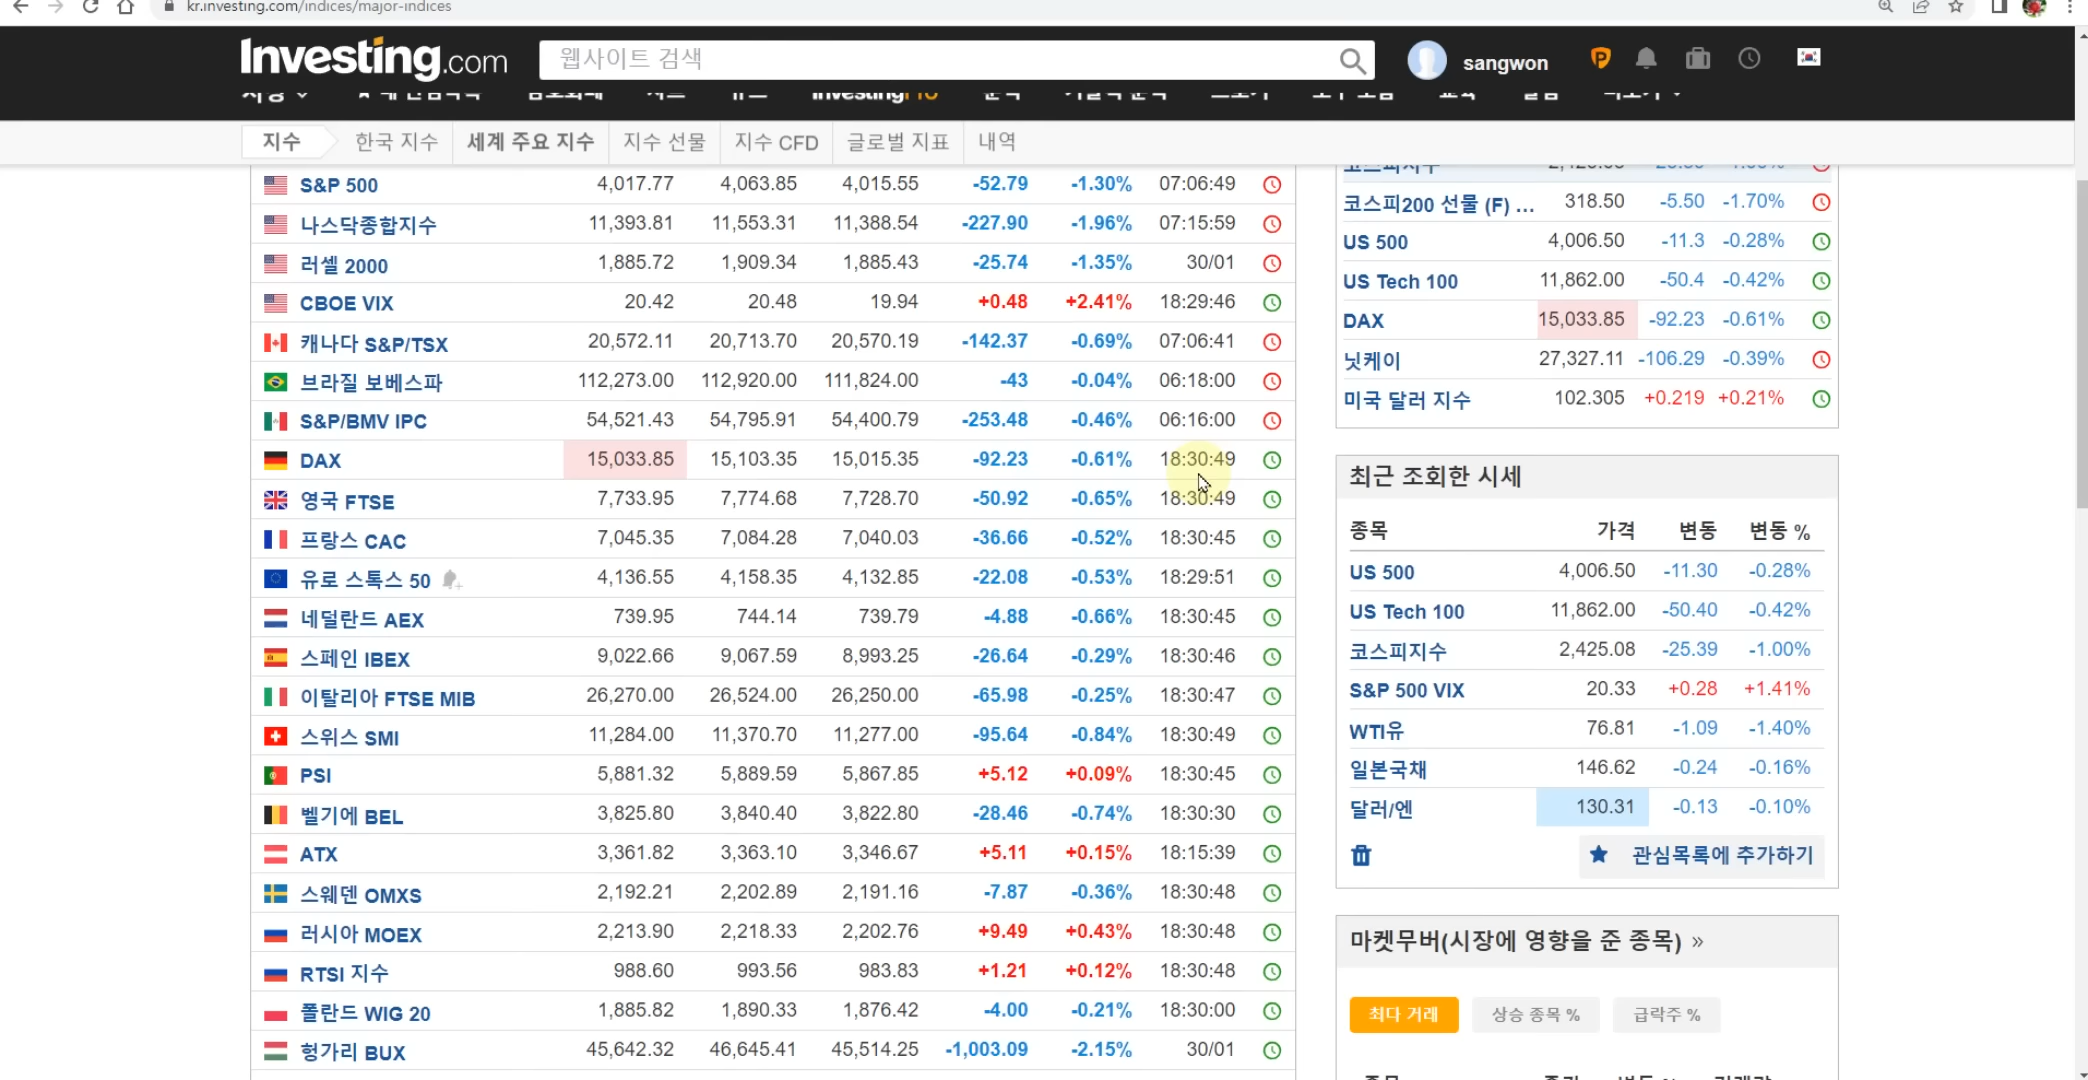 kr.investing.com/indices/major-indices
Investing.com 웹사이트 검색 sangwon
지수 한국 지수 세계 주요 지수 지수 선물 지수 CFD 글로벌 지표 내역
S&P 500 4,017.77 4,063.85 4,015.55 -52.79 -1.30% 07:06:49
나스닥종합지수 11,393.81 11,553.31 11,388.54 -227.90 -1.96% 07:15:59
러셀 2000 1,885.72 1,909.34 1,885.43 -25.74 -1.35% 30/01
CBOE VIX 20.42 20.48 19.94 +0.48 +2.41% 18:29:46
캐나다 S&P/TSX 20,572.11 20,713.70 20,570.19 -142.37 -0.69% 07:06:41
브라질 보베스파 112,273.00 112,920.00 111,824.00 -43 -0.04% 06:18:00
S&P/BMV IPC 54,521.43 54,795.91 54,400.79 -253.48 -0.46% 06:16:00
DAX 15,033.85 15,103.35 15,015.35 -92.23 -0.61% 18:30:49
영국 FTSE 7,733.95 7,774.68 7,728.70 -50.92 -0.65% 18:30:49
프랑스 CAC 7,045.35 7,084.28 7,040.03 -36.66 -0.52% 18:30:45
유로 스톡스 50 4,136.55 4,158.35 4,132.85 -22.08 -0.53% 18:29:51
네덜란드 AEX 739.95 744.14 739.79 -4.88 -0.66% 18:30:45
스페인 IBEX 9,022.66 9,067.59 8,993.25 -26.64 -0.29% 18:30:46
이탈리아 FTSE MIB 26,270.00 26,524.00 26,250.00 -65.98 -0.25% 18:30:47
스위스 SMI 11,284.00 11,370.70 11,277.00 -95.64 -0.84% 18:30:49
PSI 5,881.32 5,889.59 5,867.85 +5.12 +0.09% 18:30:45
벨기에 BEL 3,825.80 3,840.40 3,822.80 -28.46 -0.74% 18:30:30
ATX 3,361.82 3,363.10 3,346.67 +5.11 +0.15% 18:15:39
스웨덴 OMXS 2,192.21 2,202.89 2,191.16 -7.87 -0.36% 18:30:48
러시아 MOEX 2,213.90 2,218.33 2,202.76 +9.49 +0.43% 18:30:48
RTSI 지수 988.60 993.56 983.83 +1.21 +0.12% 18:30:48
폴란드 WIG 20 1,885.82 1,890.33 1,876.42 -4.00 -0.21% 18:30:00
헝가리 BUX 45,642.32 46,645.41 45,514.25 -1,003.09 -2.15% 30/01
코스피200 선물 (F) ... 318.50 -5.50 -1.70%
US 500 4,006.50 -11.3 -0.28%
US Tech 100 11,862.00 -50.4 -0.42%
DAX 15,033.85 -92.23 -0.61%
닛케이 27,327.11 -106.29 -0.39%
미국 달러 지수 102.305 +0.219 +0.21%
최근 조회한 시세
종목 가격 변동 변동 %
US 500 4,006.50 -11.30 -0.28%
US Tech 100 11,862.00 -50.40 -0.42%
코스피지수 2,425.08 -25.39 -1.00%
S&P 500 VIX 20.33 +0.28 +1.41%
WTI유 76.81 -1.09 -1.40%
일본국채 146.62 -0.24 -0.16%
달러/엔 130.31 -0.13 -0.10%
관심목록에 추가하기
마켓무버(시장에 영향을 준 종목) »
최다 거래 상승 종목 % 급락주 %